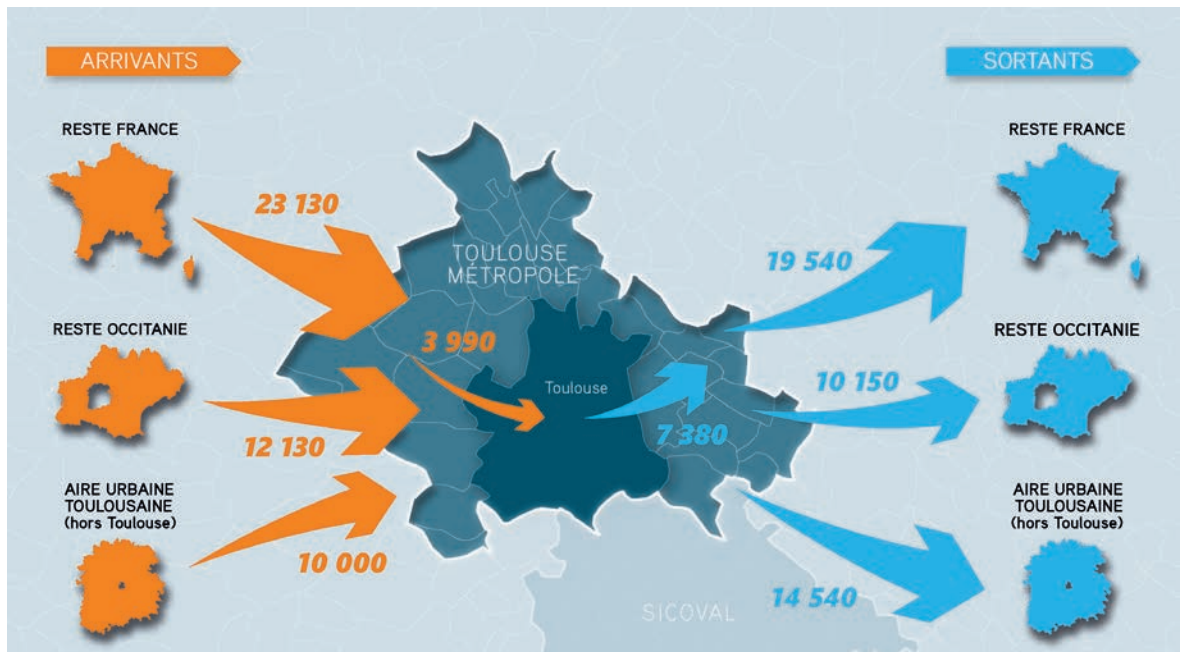 ARRIVANTS
SORTANTS
RESTE FRANCE
RESTE FRANCE
23 130
TOULOUSE
MÉTROPOLE
19 540
RESTE OCCITANIE
3 990
RESTE OCCITANIE
Toulouse
10 150
12 130
7 380
AIRE URBAINE
TOULOUSAINE
(hors Toulouse)
AIRE URBAINE
TOULOUSAINE
(hors Toulouse)
10 000
14 540
SICOVAL